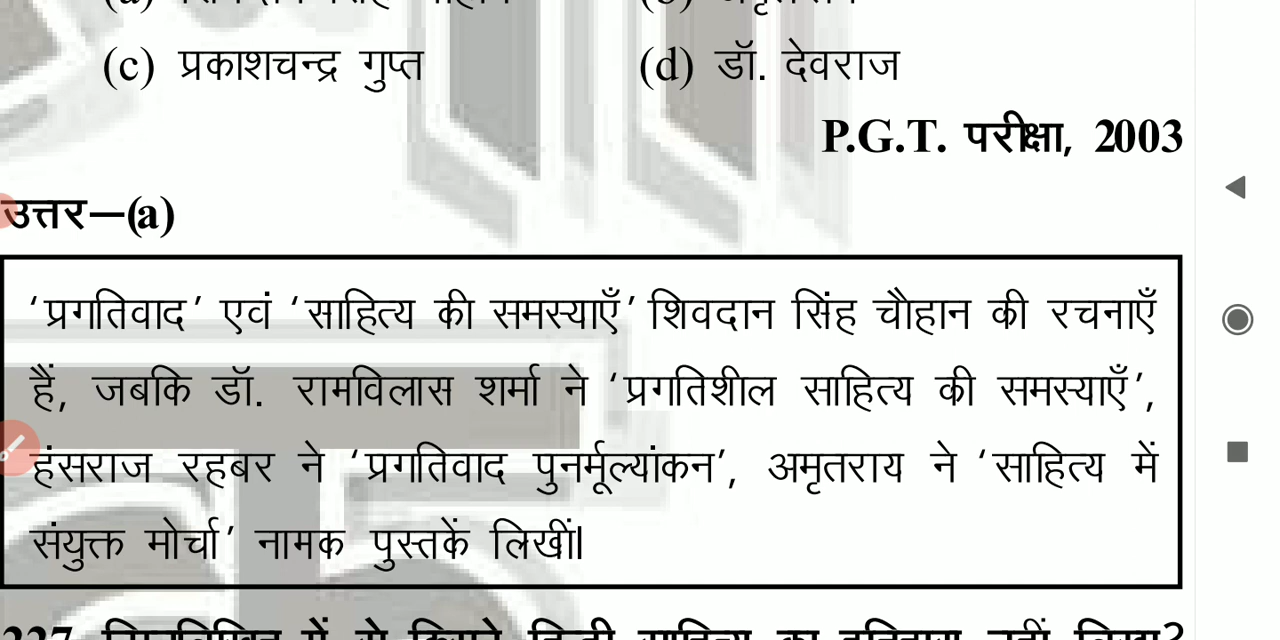 (c) प्रकाशचन्द्र गुप्त (d) डॉ. देवराज
P.G.T. परीक्षा, 2003
उत्तर—(a)
‘प्रगतिवाद’ एवं ‘साहित्य की समस्याएँ’ शिवदान सिंह चौहान की रचनाएँ
हैं, जबकि डॉ. रामविलास शर्मा ने ‘प्रगतिशील साहित्य की समस्याएँ’,
हंसराज रहबर ने ‘प्रगतिवाद पुनर्मूल्यांकन’, अमृतराय ने ‘साहित्य में
संयुक्त मोर्चा’ नामक पुस्तकें लिखीं।